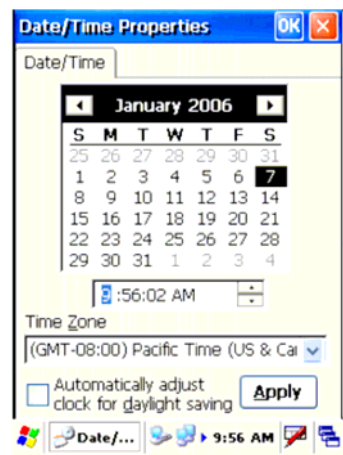 Date/Time Properties OK
Date/Time
January 2006
S M T W T F S
25 26 27 28 29 30 31
1 2 3 4 5 6 7
8 9 10 11 12 13 14
15 16 17 18 19 20 21
22 23 24 25 26 27 28
29 30 31 1 2 3 4
9 :56:02 AM
Time Zone
(GMT-08:00) Pacific Time (US & Ca
Automatically adjust
clock for daylight saving
Apply
Date/... 9:56 AM